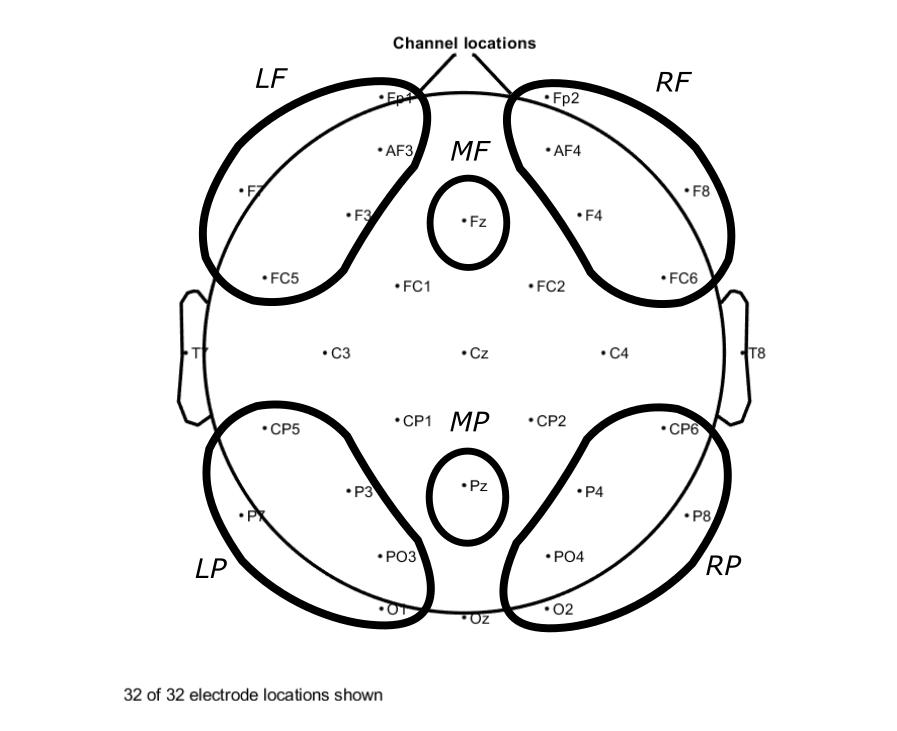 Channel locations
LF
RF
Fp1
Fp2
AF3
MF
AF4
F7
F8
F3
Fz
F4
FC5
FC1
FC2
FC6
T7
C3
Cz
C4
T8
CP5
CP1
MP
CP2
CP6
P3
Pz
P4
P7
P8
PO3
PO4
LP
RP
O1
Oz
O2
32 of 32 electrode locations shown